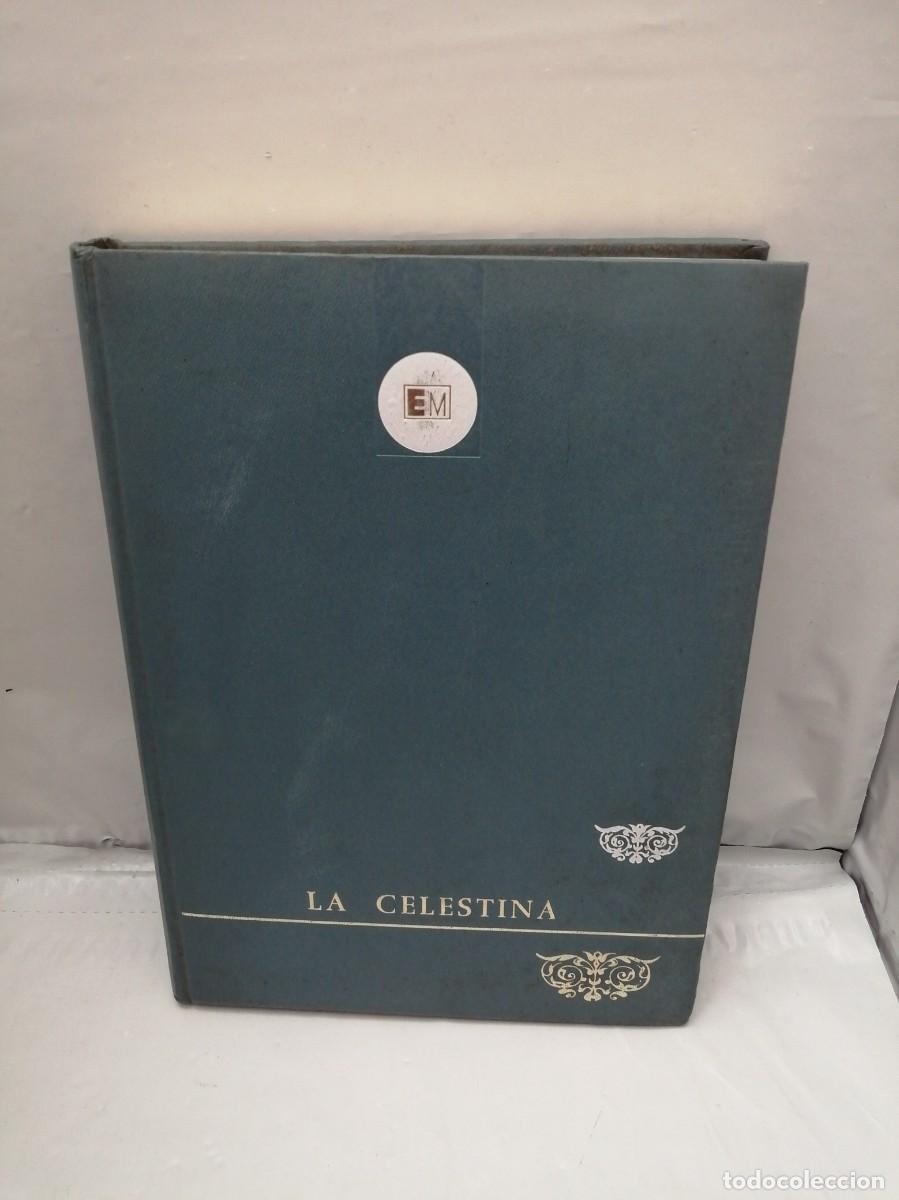 EM
LA CELESTINA
todocoleccion